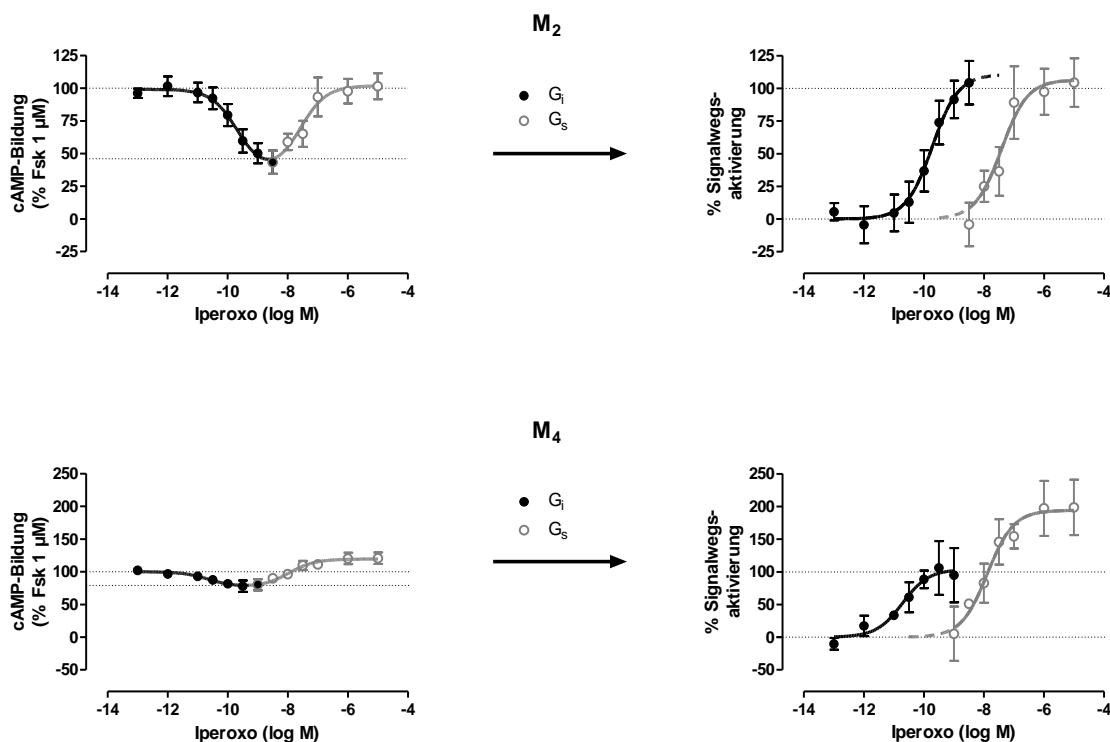 M2
cAMP-Bildung
(% Fsk 1 µM)
125
100
75
50
25
0
-25
-14 -12 -10 -8 -6 -4
Iperoxo (log M)
Gi
Gs
% Signalwegs-
aktivierung
125
100
75
50
25
0
-25
-14 -12 -10 -8 -6 -4
Iperoxo (log M)
M4
cAMP-Bildung
(% Fsk 1 µM)
250
200
150
100
50
0
-50
-14 -12 -10 -8 -6 -4
Iperoxo (log M)
Gi
Gs
% Signalwegs-
aktivierung
250
200
150
100
50
0
-50
-14 -12 -10 -8 -6 -4
Iperoxo (log M)